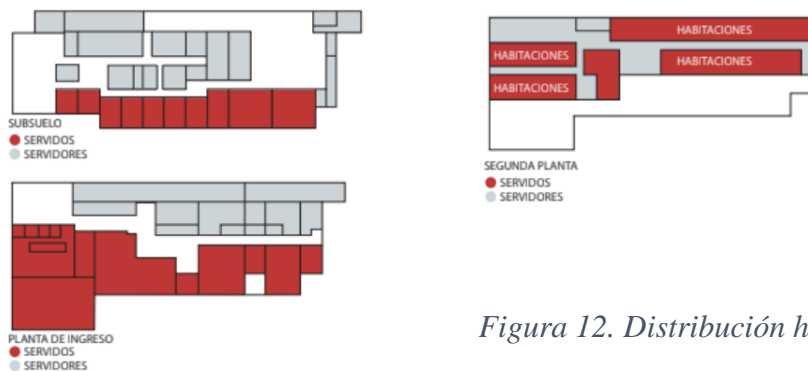 SUBSUELO
SERVIDOS
SERVIDORES
PLANTA DE INGRESO
SERVIDOS
SERVIDORES
HABITACIONES
HABITACIONES
HABITACIONES
HABITACIONES
SEGUNDA PLANTA
SERVIDOS
SERVIDORES
Figura 12. Distribución h